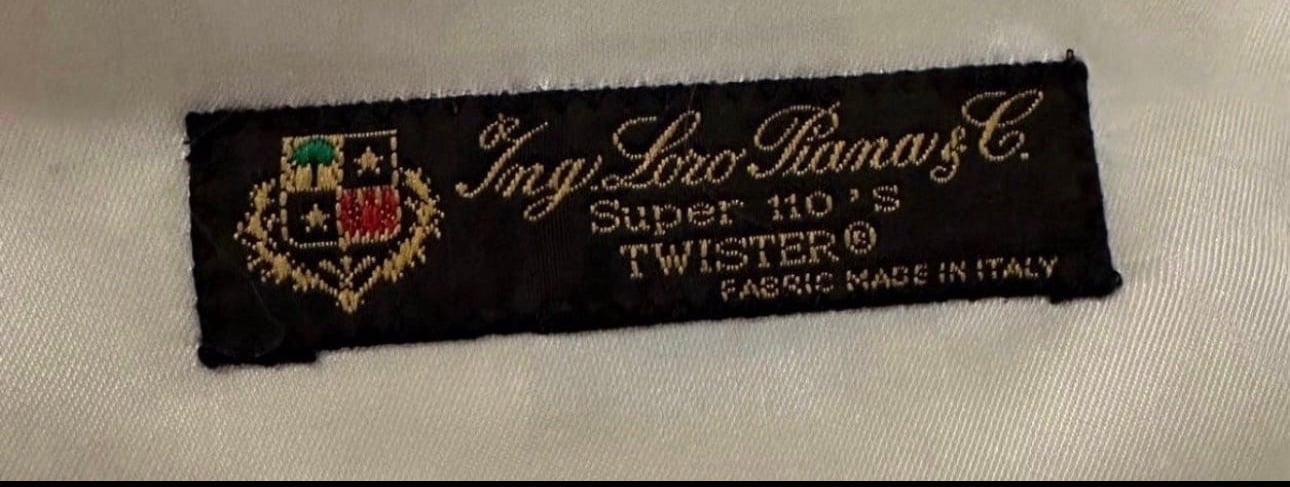 Ing. Loro Piana & C.
Super 110's
TWISTER®
FABRIC MADE IN ITALY